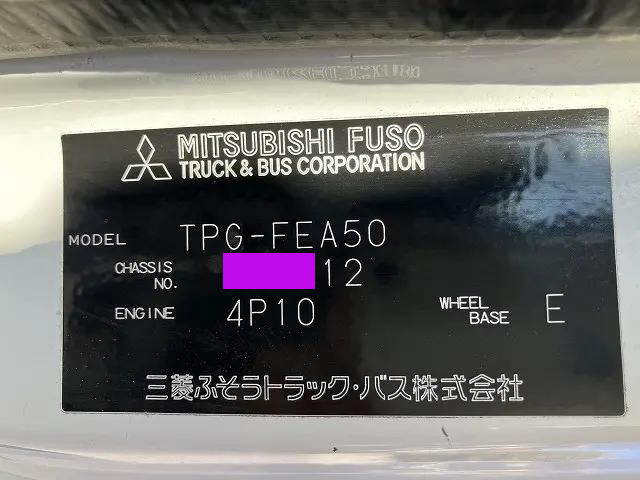 MITSUBISHI FUSO
TRUCK & BUS CORPORATION
MODEL TPG-FEA50
CHASSIS NO. 12
ENGINE 4P10 WHEEL BASE E
三菱ふそうトラック・バス株式会社